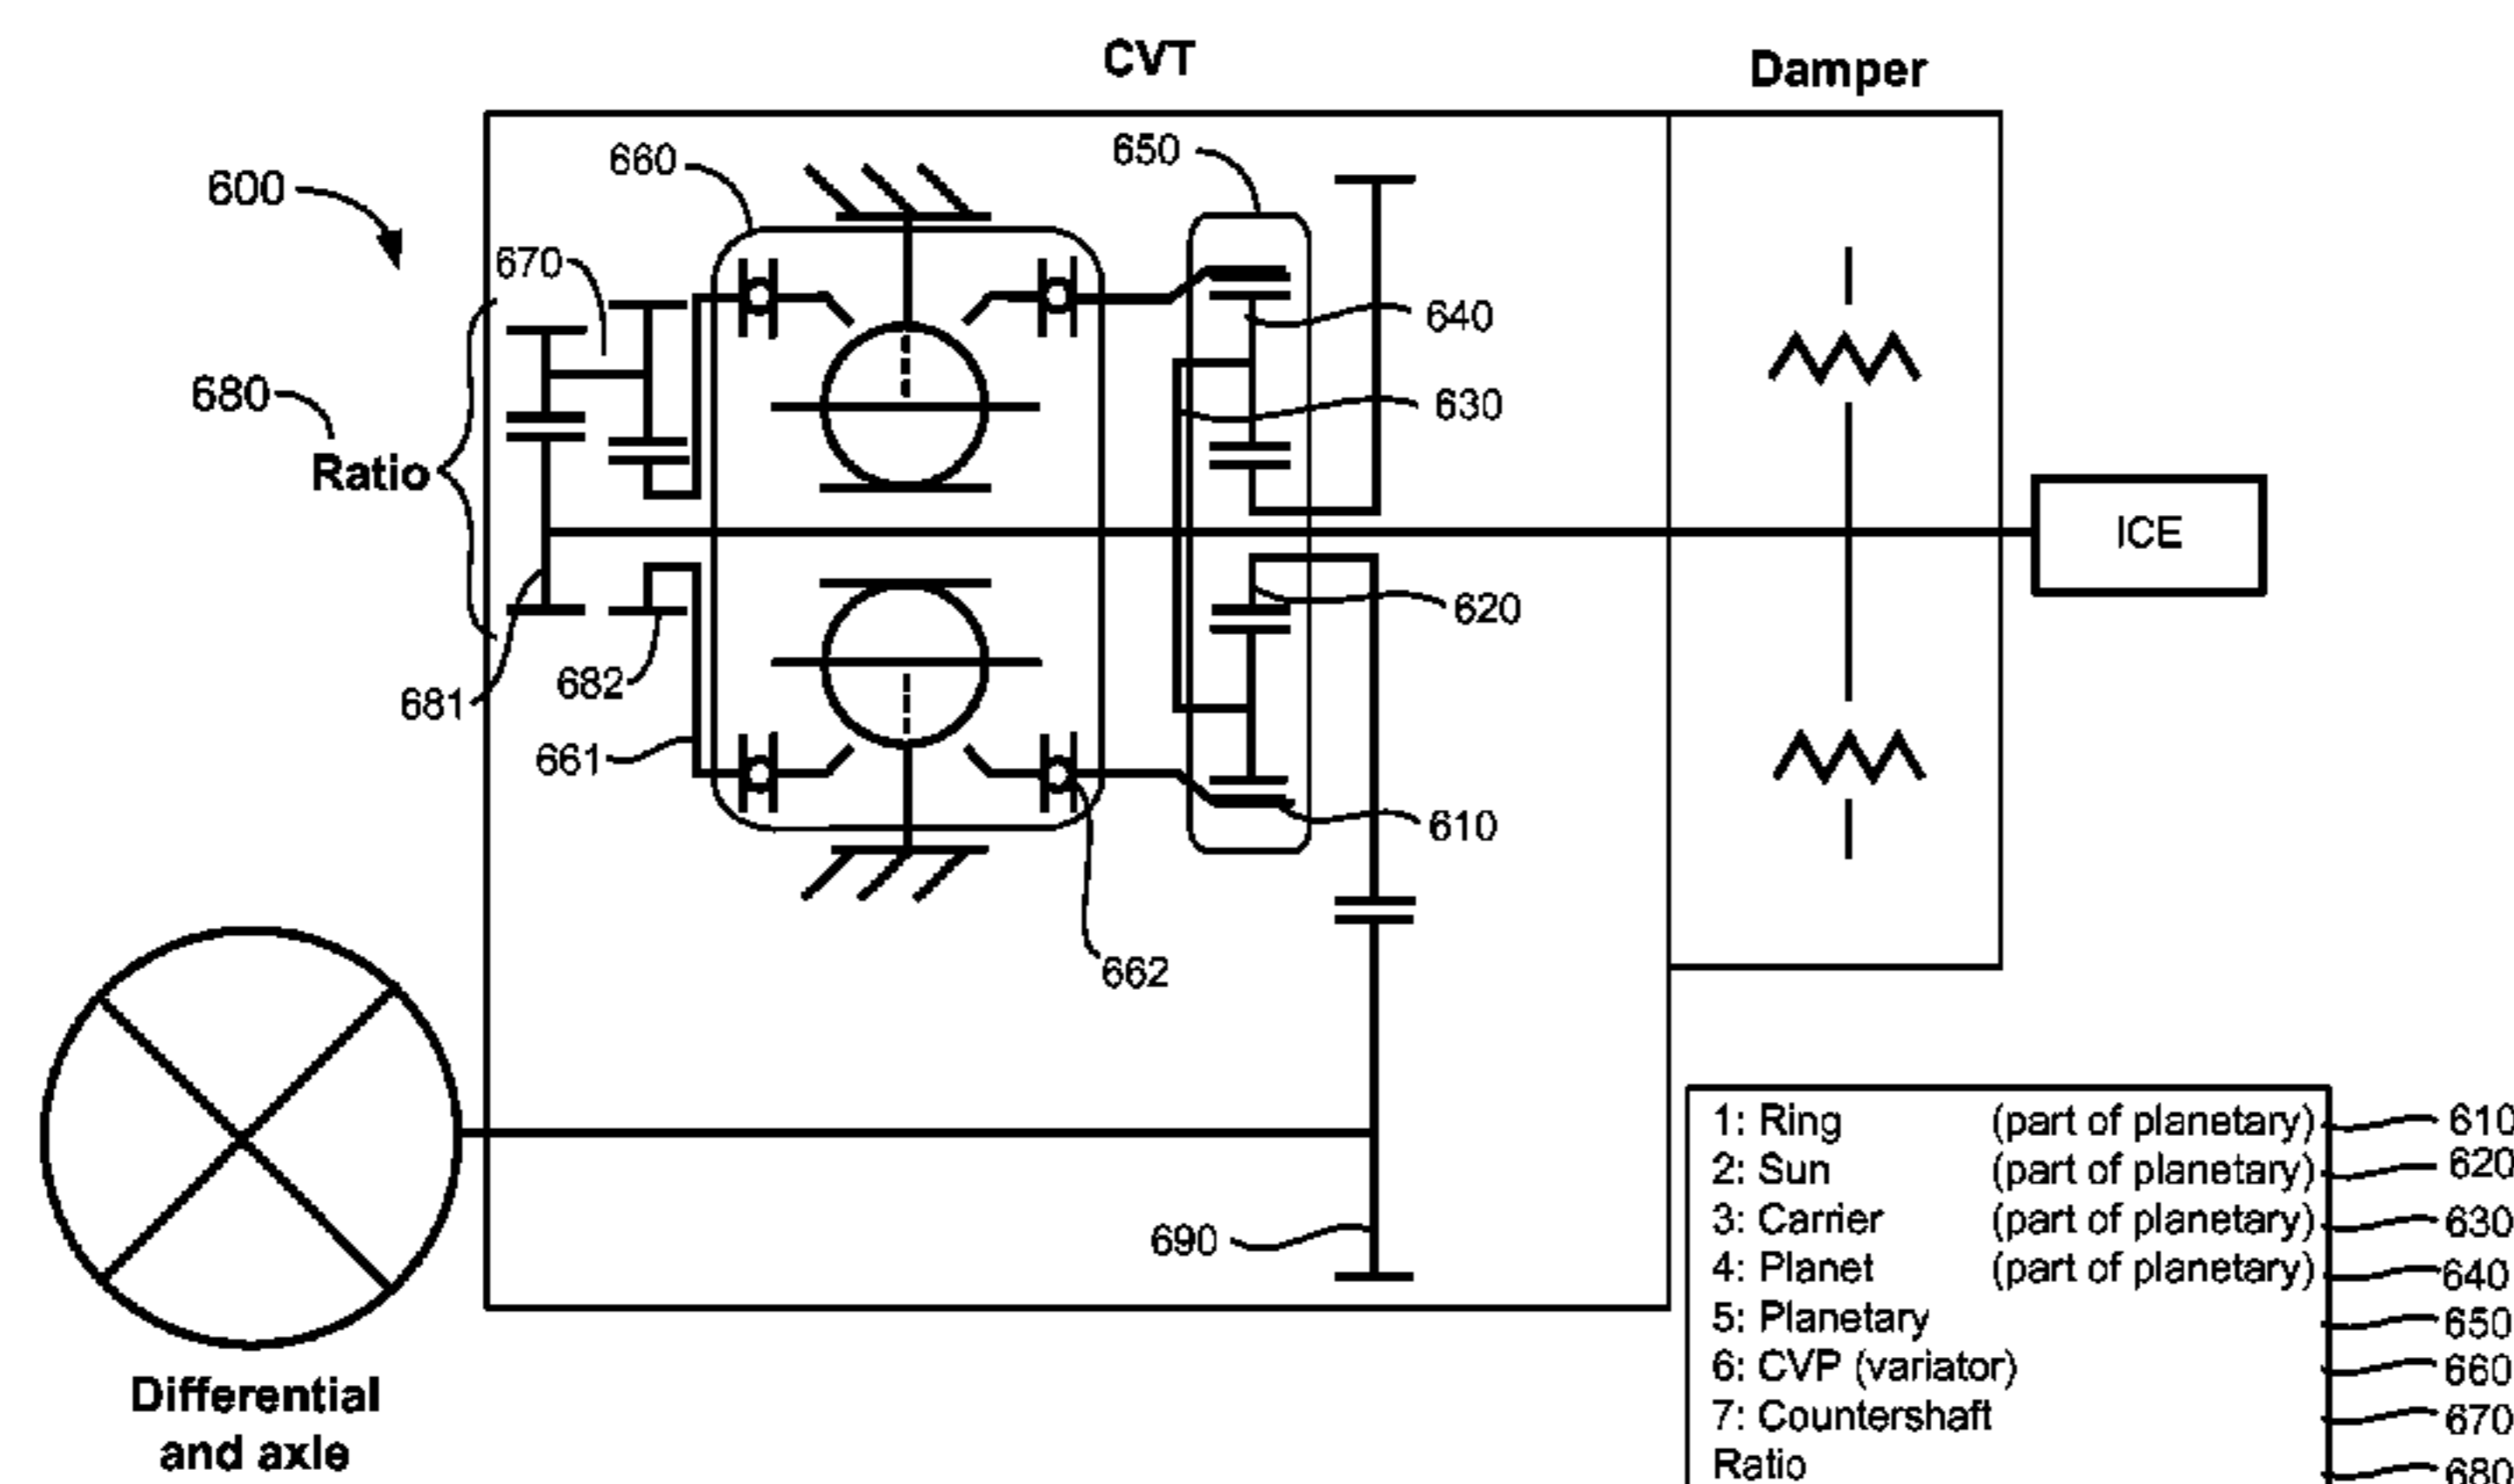 CVT
Damper
600
660
650
670
640
680
630
Ratio
ICE
620
682
681
661
610
662
690
Differential
and axle
1: Ring (part of planetary) 610
2: Sun (part of planetary) 620
3: Carrier (part of planetary) 630
4: Planet (part of planetary) 640
5: Planetary 650
6: CVP (variator) 660
7: Countershaft 670
Ratio 680